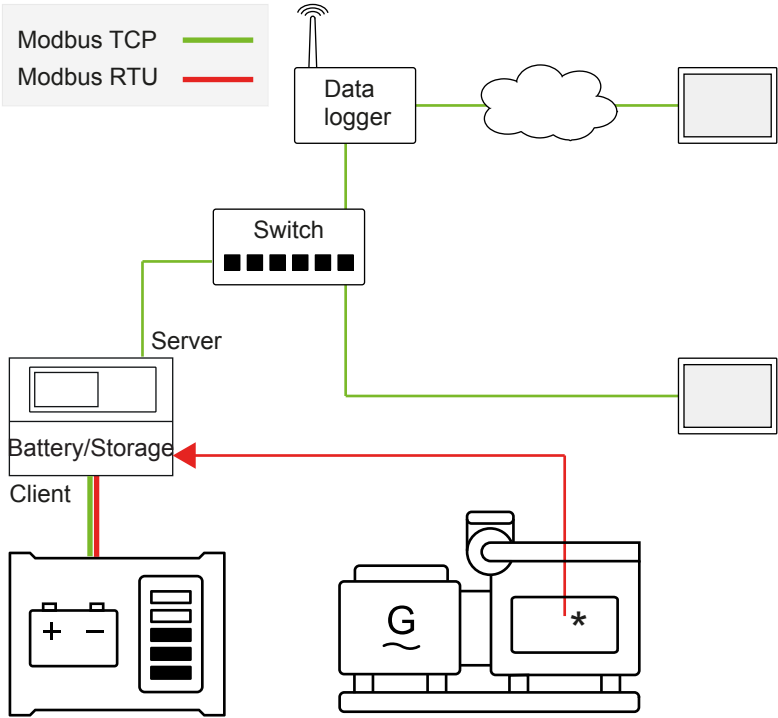 Modbus TCP
Modbus RTU
Data
logger
Switch
Server
Battery/Storage
Client
+ −
G
*